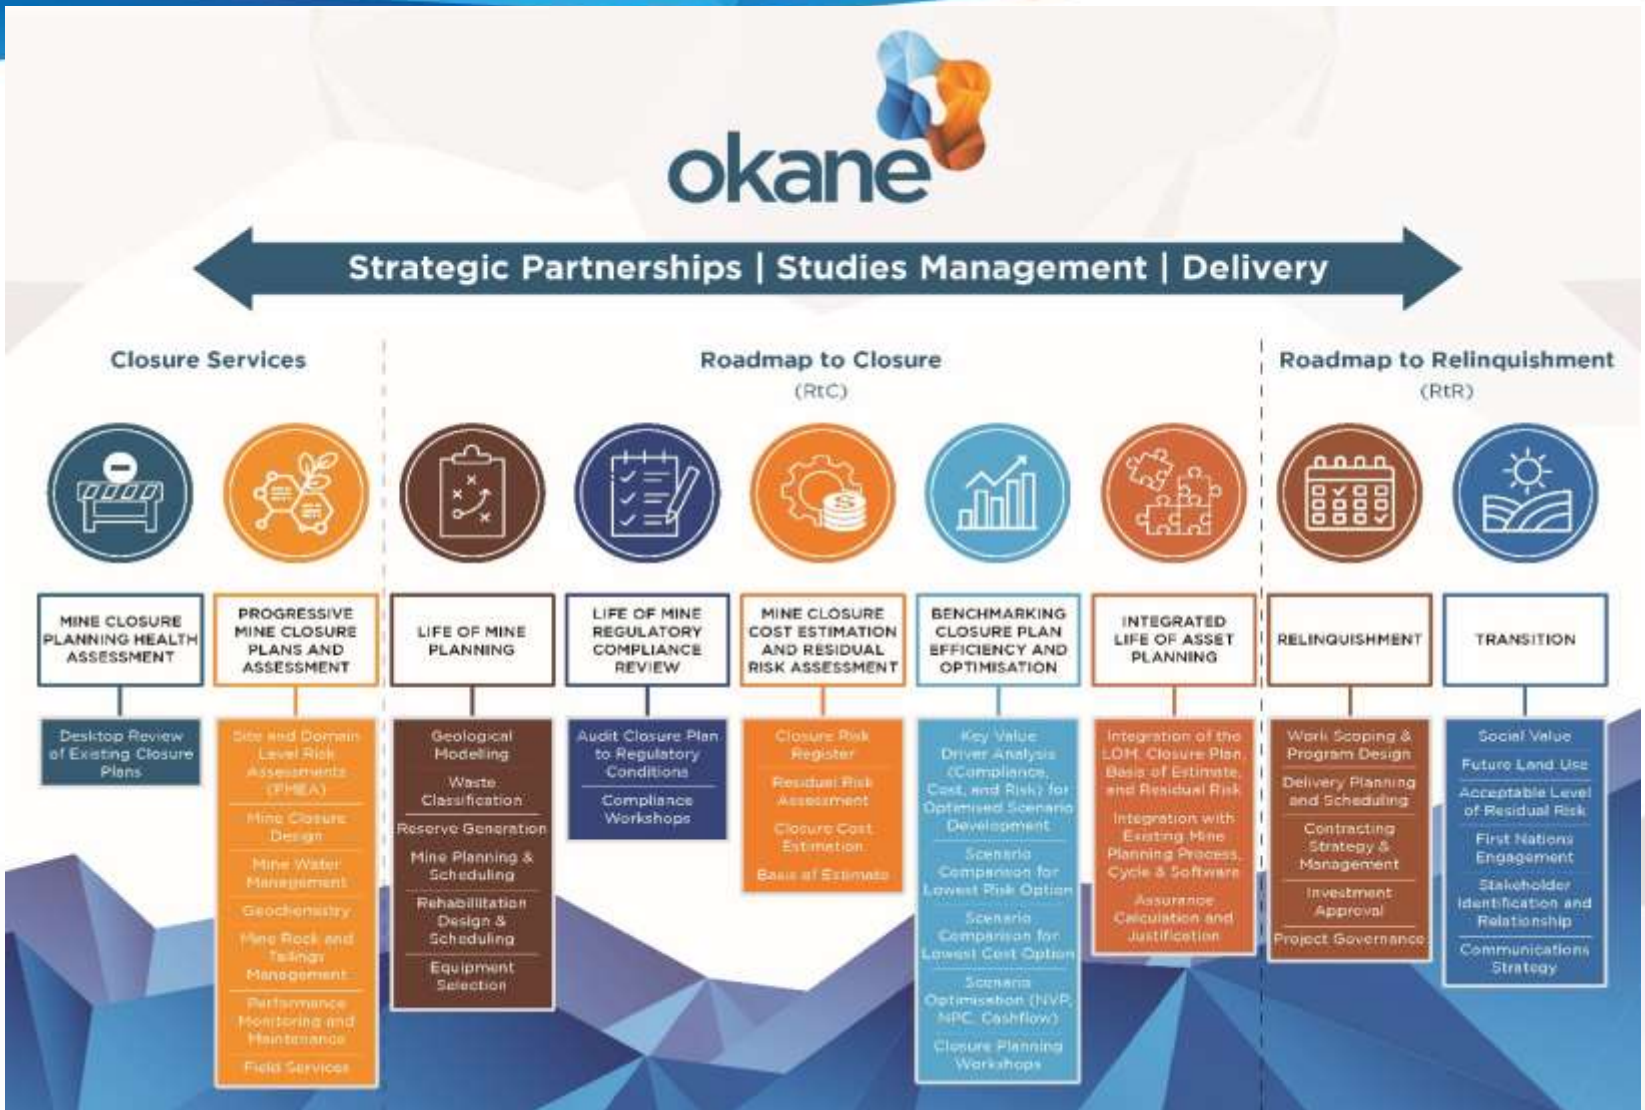 okane
Strategic Partnerships | Studies Management | Delivery
Closure Services
Roadmap to Closure
(RtC)
Roadmap to Relinquishment
(RtR)
MINE CLOSURE
PLANNING HEALTH
ASSESSMENT
Desktop Review
of Existing Closure
Plans
PROGRESSIVE
MINE CLOSURE
PLANS AND
ASSESSMENT
Site and Domain
Level Risk
Assessments
(FMEA)
Mine Closure
Design
Mine Water
Management
Geochemistry
Mine Rock and
Tailings
Management
Performance
Monitoring and
Maintenance
Field Services
LIFE OF MINE
PLANNING
Geological
Modelling
Waste
Classification
Reserve Generation
Mine Planning &
Scheduling
Rehabilitation
Design &
Scheduling
Equipment
Selection
LIFE OF MINE
REGULATORY
COMPLIANCE
REVIEW
Audit Closure Plan
to Regulatory
Conditions
Compliance
Workshops
MINE CLOSURE
COST ESTIMATION
AND RESIDUAL
RISK ASSESSMENT
Closure Risk
Register
Residual Risk
Assessment
Closure Cost
Estimation
Basis of Estimate
BENCHMARKING
CLOSURE PLAN
EFFICIENCY AND
OPTIMISATION
Key Value
Driver Analysis
(Compliance,
Cost, and Risk) for
Optimised Scenario
Development
Scenario
Comparison for
Lowest Risk Option
Scenario
Comparison for
Lowest Cost Option
Scenario
Optimisation (NVP,
NPC, Cashflow)
Closure Planning
Workshops
INTEGRATED
LIFE OF ASSET
PLANNING
Integration of the
LOM, Closure Plan,
Basis of Estimate,
and Residual Risk
Integration with
Existing Mine
Planning Process,
Cycle & Software
Assurance
Calculation and
Justification
RELINQUISHMENT
Work Scoping &
Program Design
Delivery Planning
and Scheduling
Contracting
Strategy &
Management
Investment
Approval
Project Governance
TRANSITION
Social Value
Future Land Use
Acceptable Level
of Residual Risk
First Nations
Engagement
Stakeholder
Identification and
Relationship
Communications
Strategy